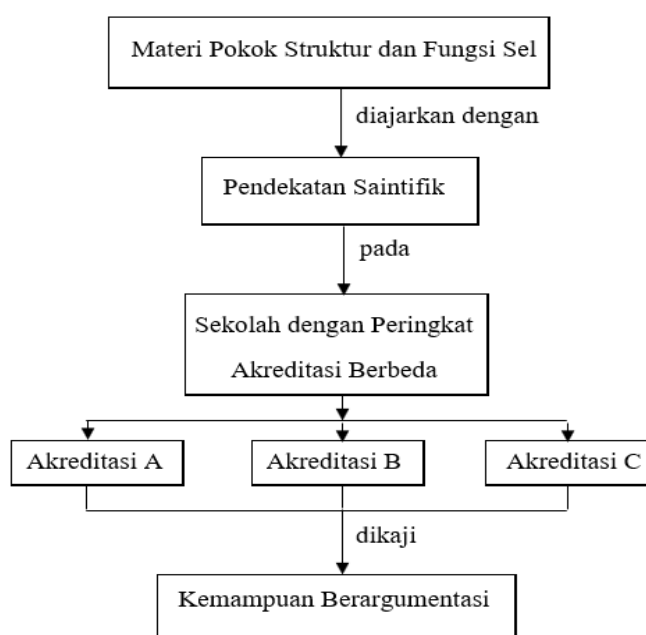 Materi Pokok Struktur dan Fungsi Sel
diajarkan dengan
Pendekatan Saintifik
pada
Sekolah dengan Peringkat
Akreditasi Berbeda
Akreditasi A
Akreditasi B
Akreditasi C
dikaji
Kemampuan Berargumentasi